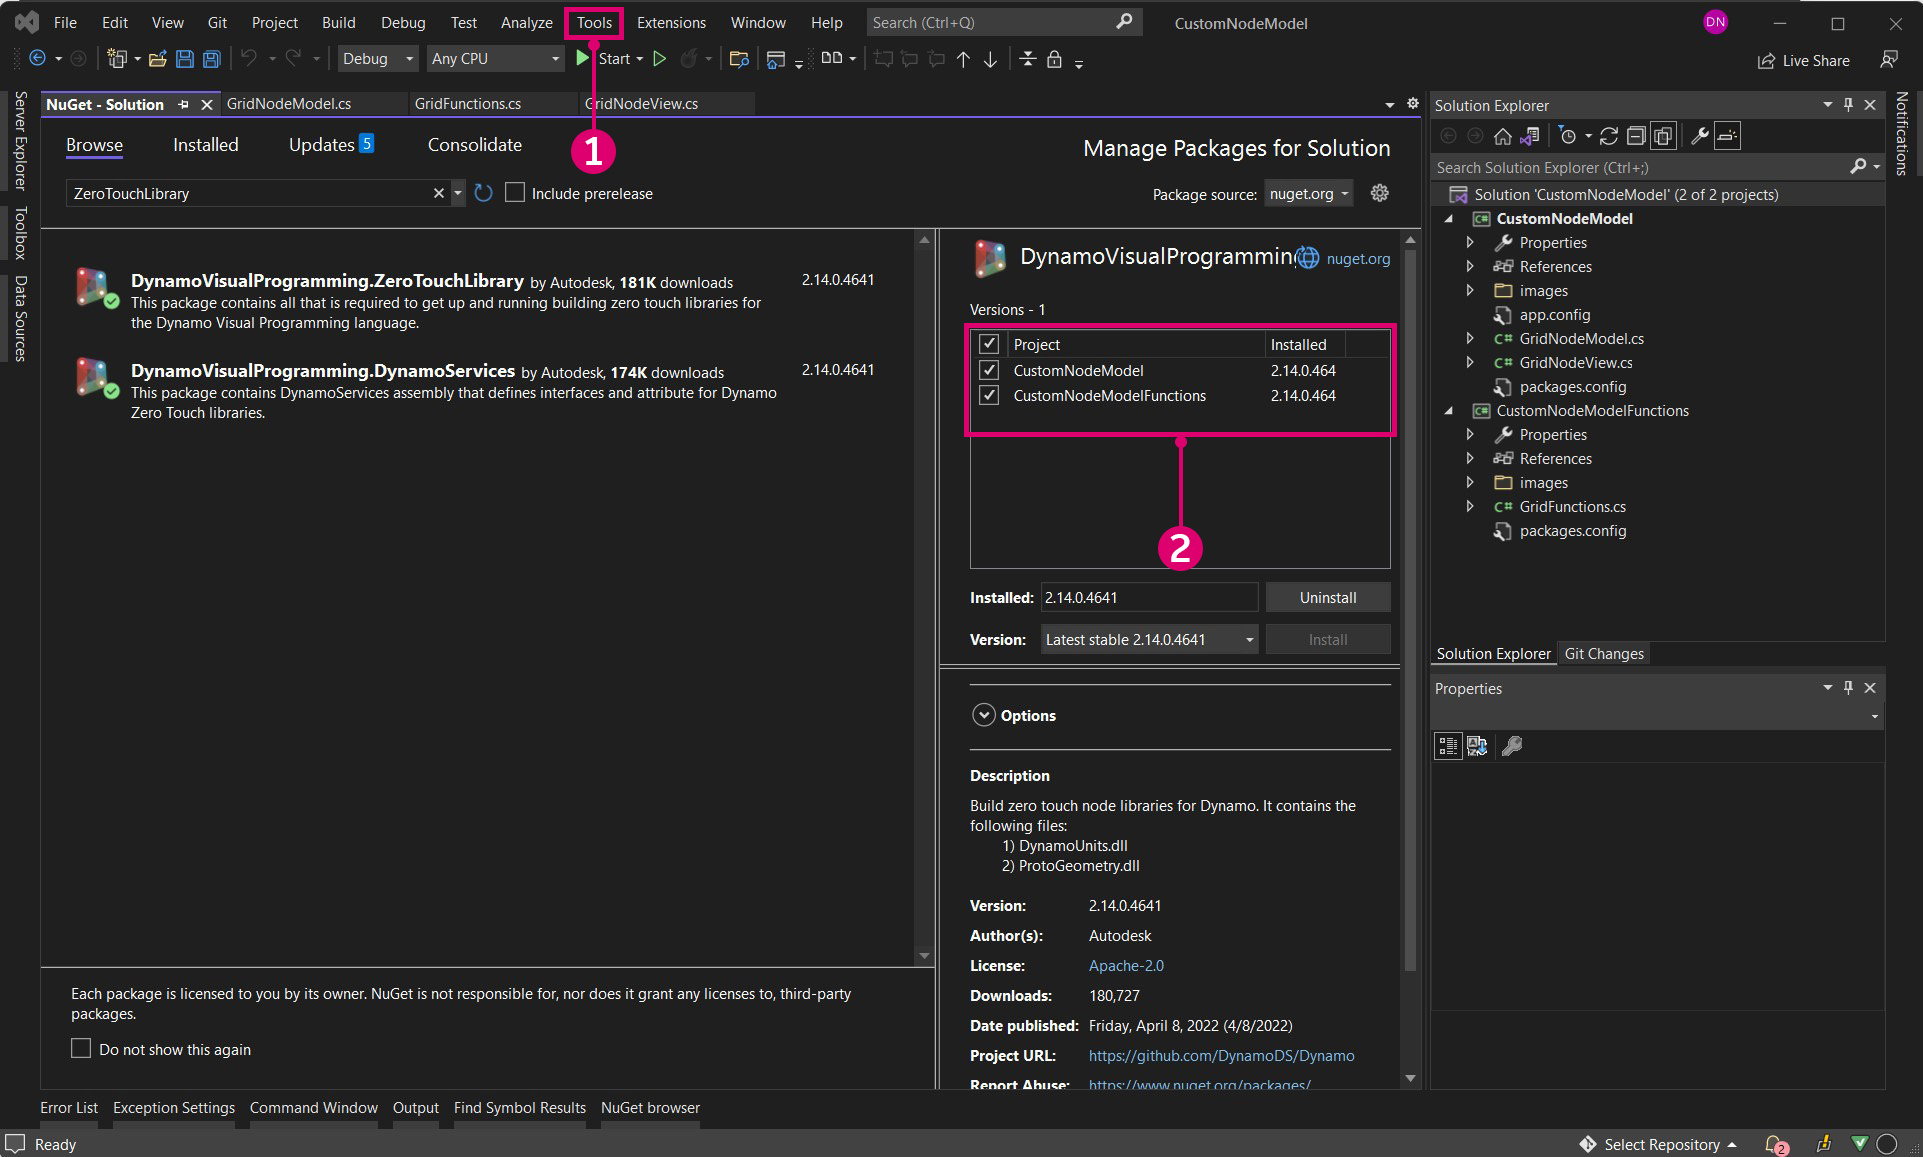 File Edit View Git Project Build Debug Test Analyze Tools Extensions Window Help Search (Ctrl+Q) CustomNodeModel DN
Debug Any CPU Start Live Share
Server Explorer
Toolbox
Data Sources
NuGet - Solution GridNodeModel.cs GridFunctions.cs GridNodeView.cs
Browse Installed Updates 5 Consolidate
1
Manage Packages for Solution
ZeroTouchLibrary Include prerelease
Package source: nuget.org
DynamoVisualProgramming.ZeroTouchLibrary by Autodesk, 181K downloads 2.14.0.4641
This package contains all that is required to get up and running building zero touch libraries for
the Dynamo Visual Programming language.
DynamoVisualProgramming.DynamoServices by Autodesk, 174K downloads 2.14.0.4641
This package contains DynamoServices assembly that defines interfaces and attribute for Dynamo
Zero Touch libraries.
Each package is licensed to you by its owner. NuGet is not responsible for, nor does it grant any licenses to, third-party
packages.
Do not show this again
DynamoVisualProgramming nuget.org
Versions - 1
Project Installed
CustomNodeModel 2.14.0.464
CustomNodeModelFunctions 2.14.0.464
2
Installed: 2.14.0.4641 Uninstall
Version: Latest stable 2.14.0.4641 Install
Options
Description
Build zero touch node libraries for Dynamo. It contains the
following files:
1) DynamoUnits.dll
2) ProtoGeometry.dll
Version: 2.14.0.4641
Author(s): Autodesk
License: Apache-2.0
Downloads: 180,727
Date published: Friday, April 8, 2022 (4/8/2022)
Project URL: https://github.com/DynamoDS/Dynamo
Report Abuse: https://www.nuget.org/packages/
Solution Explorer
Search Solution Explorer (Ctrl+;)
Solution 'CustomNodeModel' (2 of 2 projects)
C# CustomNodeModel
Properties
References
images
app.config
C# GridNodeModel.cs
C# GridNodeView.cs
packages.config
C# CustomNodeModelFunctions
Properties
References
images
C# GridFunctions.cs
packages.config
Solution Explorer Git Changes
Properties
Notifications
Error List Exception Settings Command Window Output Find Symbol Results NuGet browser
Ready Select Repository 2